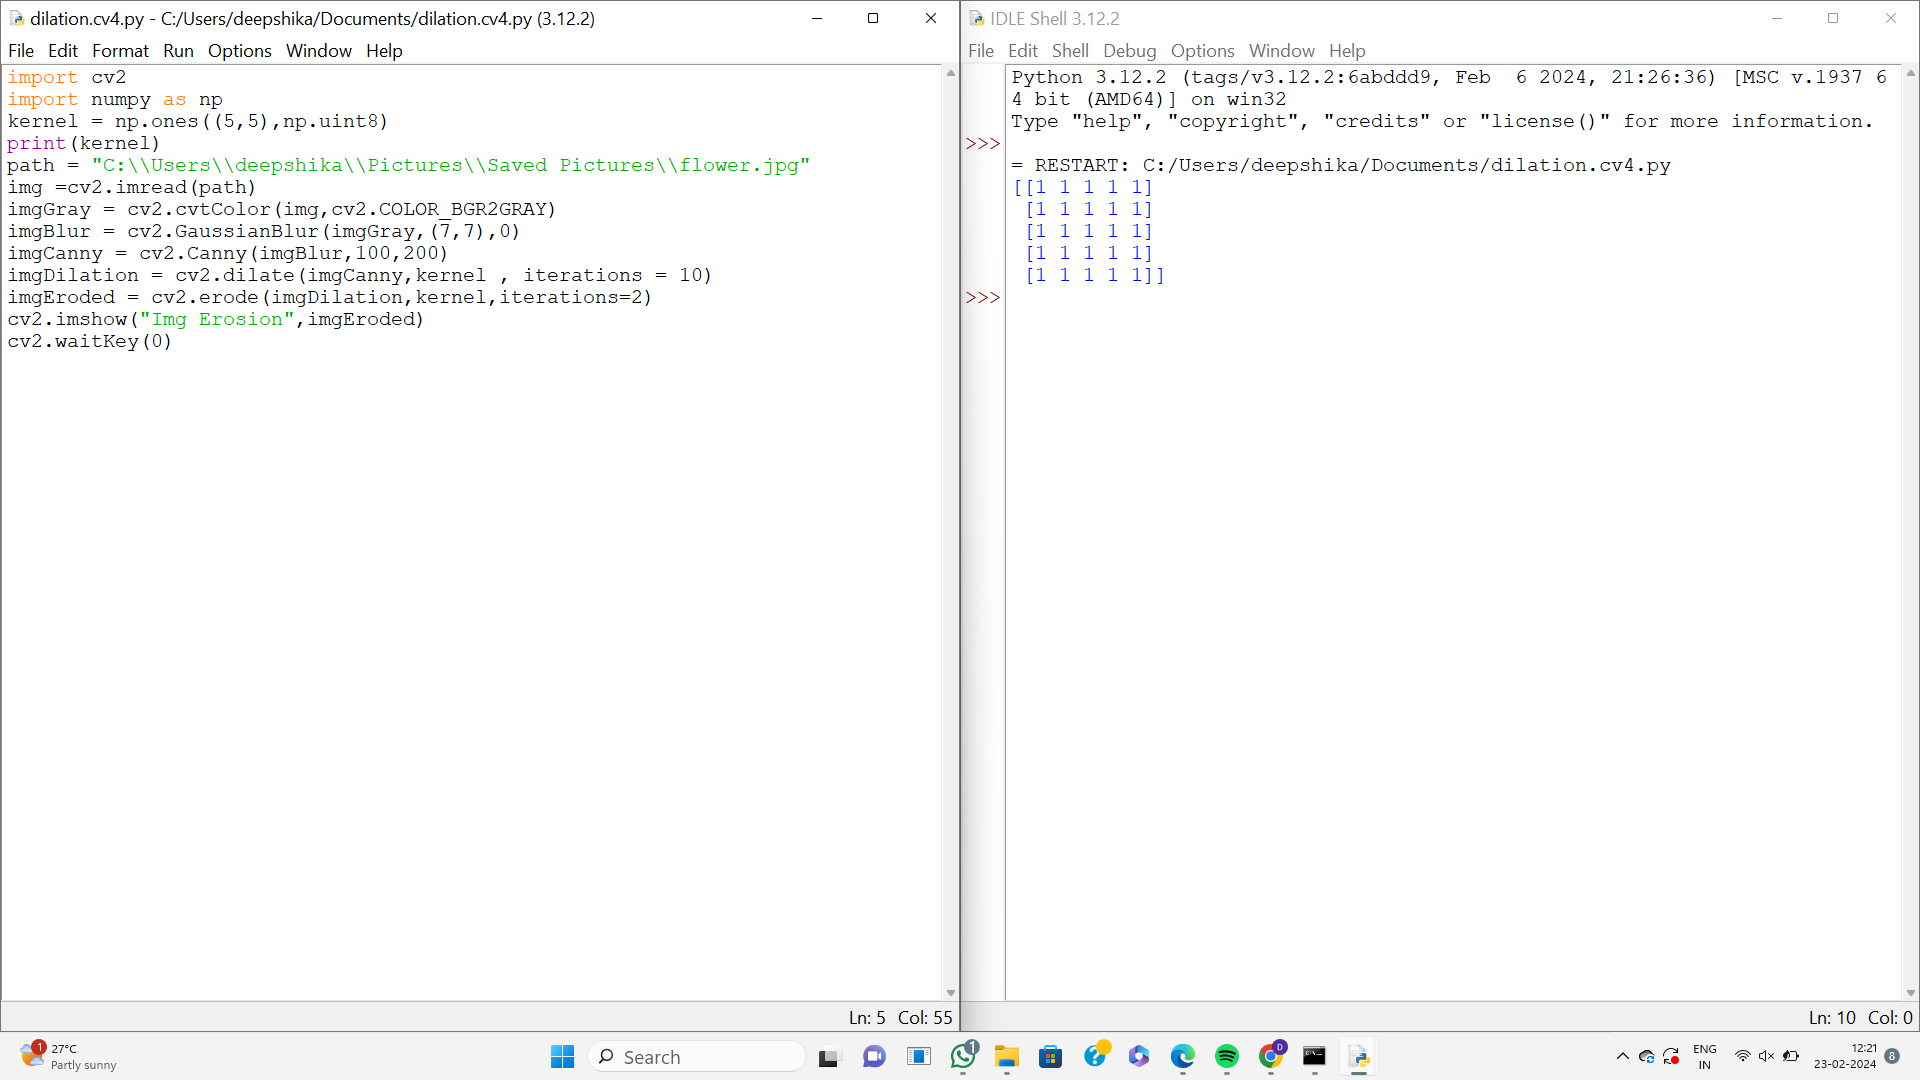 dilation.cv4.py - C:/Users/deepshika/Documents/dilation.cv4.py (3.12.2)
File Edit Format Run Options Window Help
import cv2
import numpy as np
kernel = np.ones((5,5),np.uint8)
print(kernel)
path = "C:\\Users\\deepshika\\Pictures\\Saved Pictures\\flower.jpg"
img =cv2.imread(path)
imgGray = cv2.cvtColor(img,cv2.COLOR_BGR2GRAY)
imgBlur = cv2.GaussianBlur(imgGray,(7,7),0)
imgCanny = cv2.Canny(imgBlur,100,200)
imgDilation = cv2.dilate(imgCanny,kernel , iterations = 10)
imgEroded = cv2.erode(imgDilation,kernel,iterations=2)
cv2.imshow("Img Erosion",imgEroded)
cv2.waitKey(0)
Ln: 5 Col: 55
IDLE Shell 3.12.2
File Edit Shell Debug Options Window Help
Python 3.12.2 (tags/v3.12.2:6abddd9, Feb  6 2024, 21:26:36) [MSC v.1937 6
4 bit (AMD64)] on win32
Type "help", "copyright", "credits" or "license()" for more information.
>>>
= RESTART: C:/Users/deepshika/Documents/dilation.cv4.py
[[1 1 1 1 1]
 [1 1 1 1 1]
 [1 1 1 1 1]
 [1 1 1 1 1]
 [1 1 1 1 1]]
>>>
Ln: 10 Col: 0
1
27°C
Partly sunny
Search
1
D
ENG
IN
12:21
23-02-2024
8